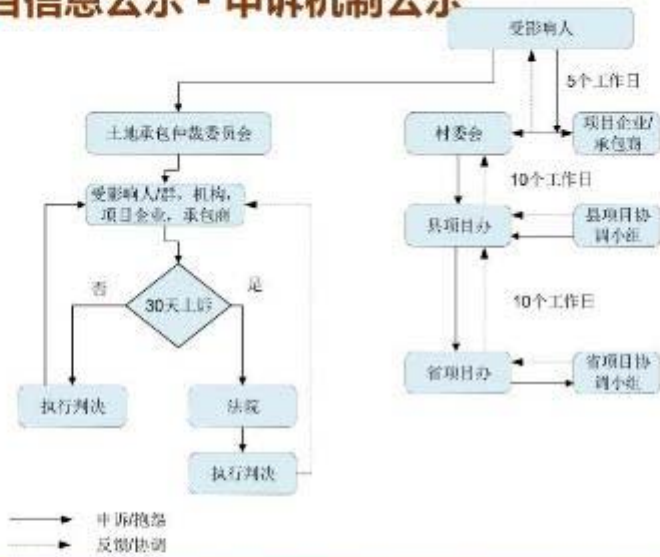 信息公示 - 申诉机制公示
受影响人
5个工作日
土地承包仲裁委员会
村委会
项目企业/
承包商
受影响人/群，机构，
项目企业，承包商
10个工作日
县项目办
县项目协
调小组
否
是
30天上诉
10个工作日
省项目办
省项目协
调小组
执行判决
法院
执行判决
申诉/抱怨
反馈/协调